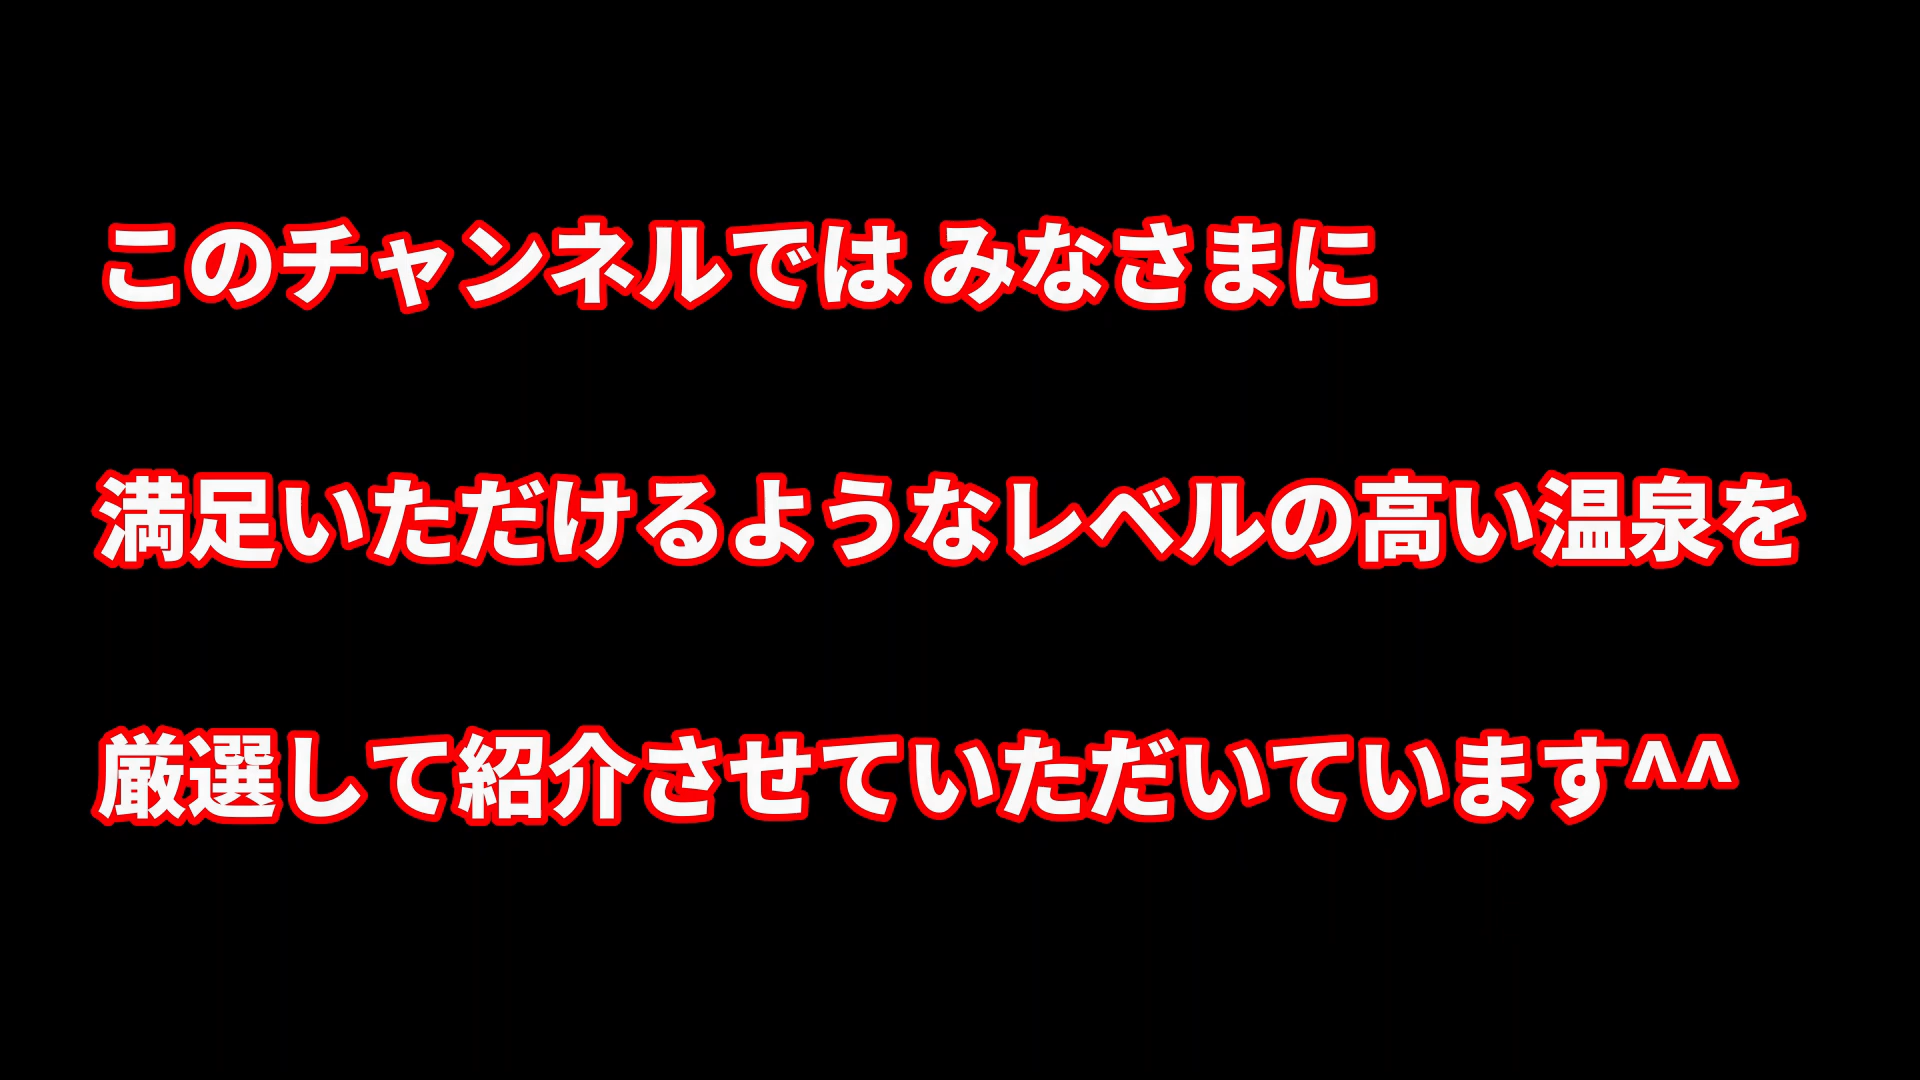 このチャンネルでは みなさまに
満足いただけるようなレベルの高い温泉を
厳選して紹介させていただいています^^